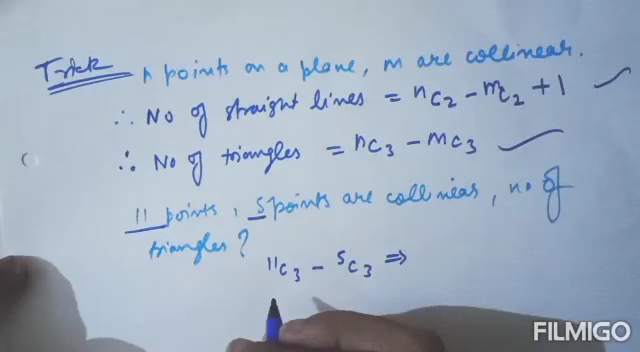 Trick n points on a plane, m are collinear.
∴ No of straight lines = nC2 - mC2 + 1
∴ No of triangles = nC3 - mC3
11 points, 5 points are collinear, no of
triangles?
11C3 - 5C3 ⇒
FILMIGO